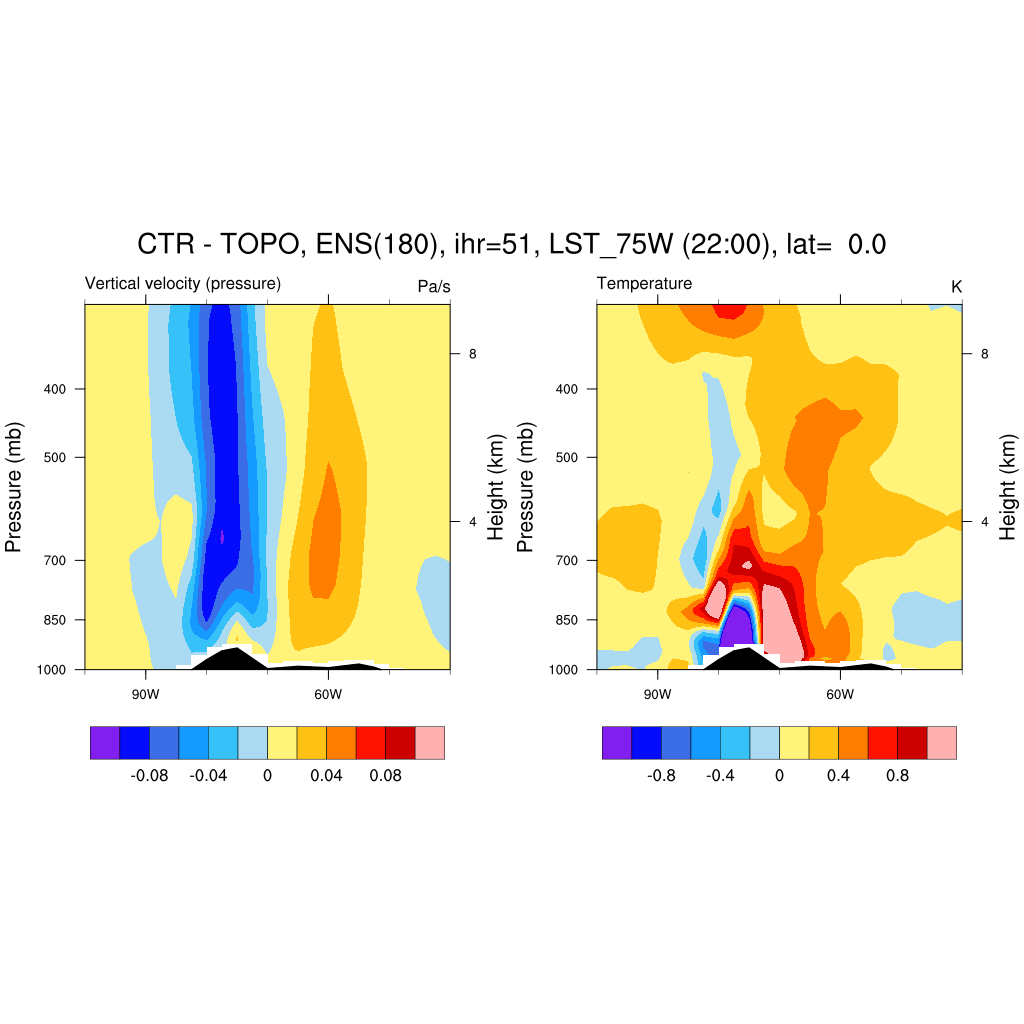 CTR - TOPO, ENS(180), ihr=51, LST_75W (22:00), lat=  0.0
Vertical velocity (pressure)
Pa/s
Pressure (mb)
400
500
700
850
1000
90W
60W
8
4
Height (km)
-0.08
-0.04
0
0.04
0.08
Temperature
K
Pressure (mb)
400
500
700
850
1000
90W
60W
8
4
Height (km)
-0.8
-0.4
0
0.4
0.8